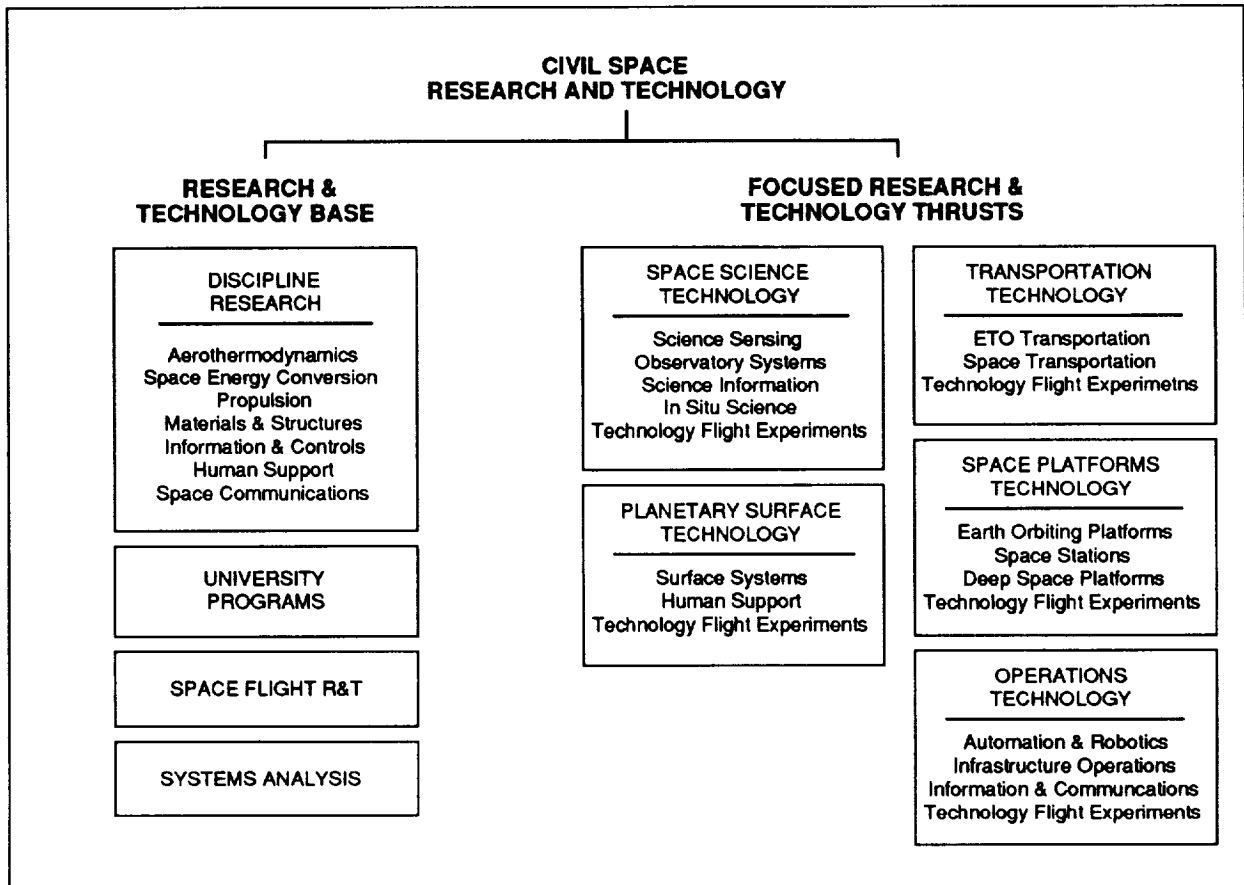 CIVIL SPACE
RESEARCH AND TECHNOLOGY
RESEARCH &
TECHNOLOGY BASE
DISCIPLINE
RESEARCH
Aerothermodynamics
Space Energy Conversion
Propulsion
Materials & Structures
Information & Controls
Human Support
Space Communications
UNIVERSITY
PROGRAMS
SPACE FLIGHT R&T
SYSTEMS ANALYSIS
FOCUSED RESEARCH &
TECHNOLOGY THRUSTS
SPACE SCIENCE
TECHNOLOGY
Science Sensing
Observatory Systems
Science Information
In Situ Science
Technology Flight Experiments
PLANETARY SURFACE
TECHNOLOGY
Surface Systems
Human Support
Technology Flight Experiments
TRANSPORTATION
TECHNOLOGY
ETO Transportation
Space Transportation
Technology Flight Experimetns
SPACE PLATFORMS
TECHNOLOGY
Earth Orbiting Platforms
Space Stations
Deep Space Platforms
Technology Flight Experiments
OPERATIONS
TECHNOLOGY
Automation & Robotics
Infrastructure Operations
Information & Communcations
Technology Flight Experiments